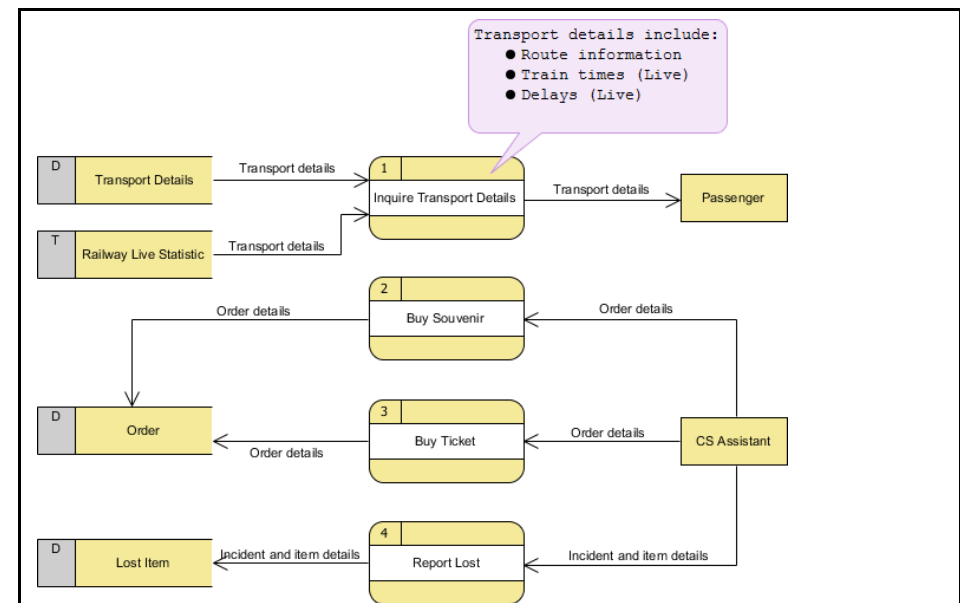 Transport details include:
● Route information
● Train times (Live)
● Delays (Live)
D
Transport Details
Transport details
1
Inquire Transport Details
Transport details
Passenger
T
Railway Live Statistic
Transport details
2
Buy Souvenir
Order details
Order details
D
Order
3
Buy Ticket
Order details
Order details
CS Assistant
D
Lost Item
Incident and item details
4
Report Lost
Incident and item details